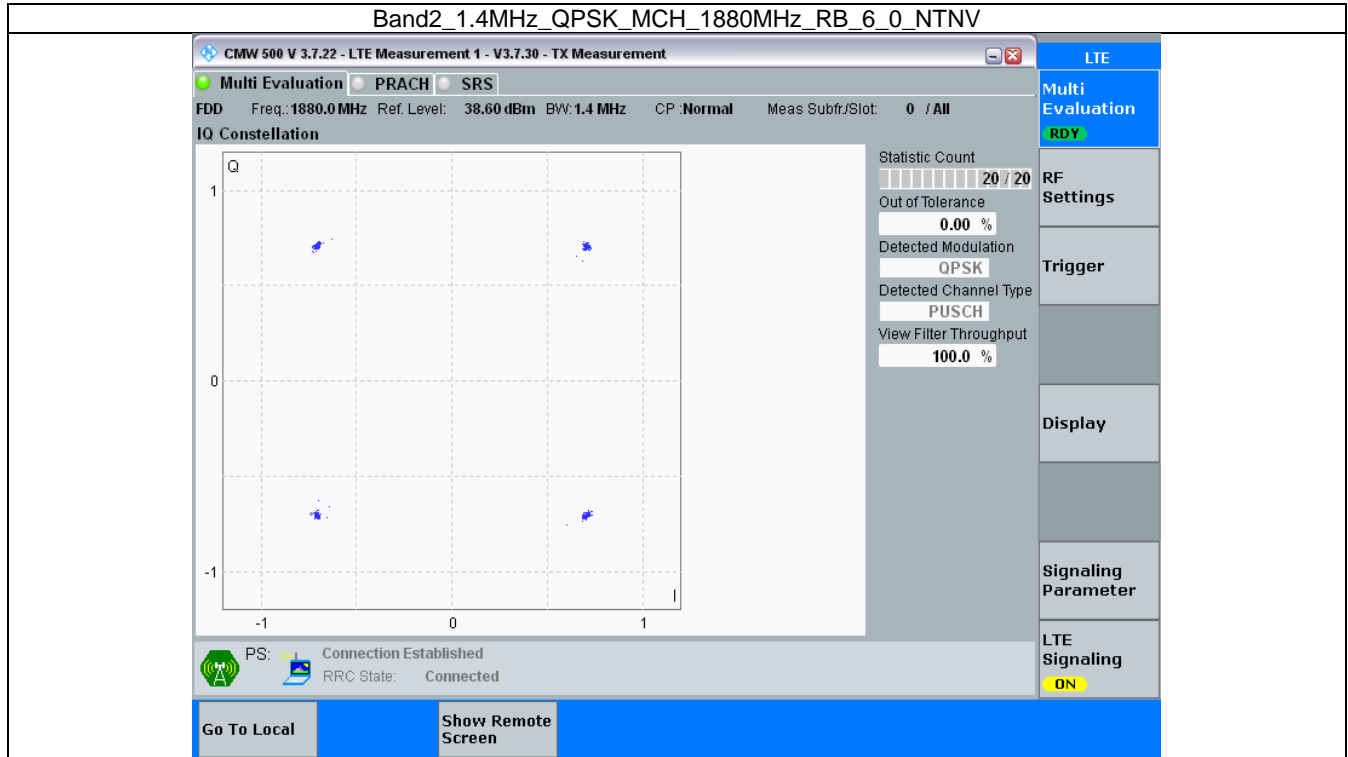 Band2_1.4MHz_QPSK_MCH_1880MHz_RB_6_0_NTNV
CMW 500 V 3.7.22 - LTE Measurement 1 - V3.7.30 - TX Measurement
Multi Evaluation PRACH SRS
FDD Freq.:1880.0 MHz Ref. Level: 38.60 dBm BW:1.4 MHz CP :Normal Meas Subfr./Slot: 0 / All
IQ Constellation
Q
1
0
-1
I
-1 0 1
Statistic Count
20 / 20
Out of Tolerance
0.00 %
Detected Modulation
QPSK
Detected Channel Type
PUSCH
View Filter Throughput
100.0 %
PS: Connection Established
RRC State: Connected
LTE
Multi
Evaluation
RDY
RF
Settings
Trigger
Display
Signaling
Parameter
LTE
Signaling
ON
Go To Local
Show Remote
Screen